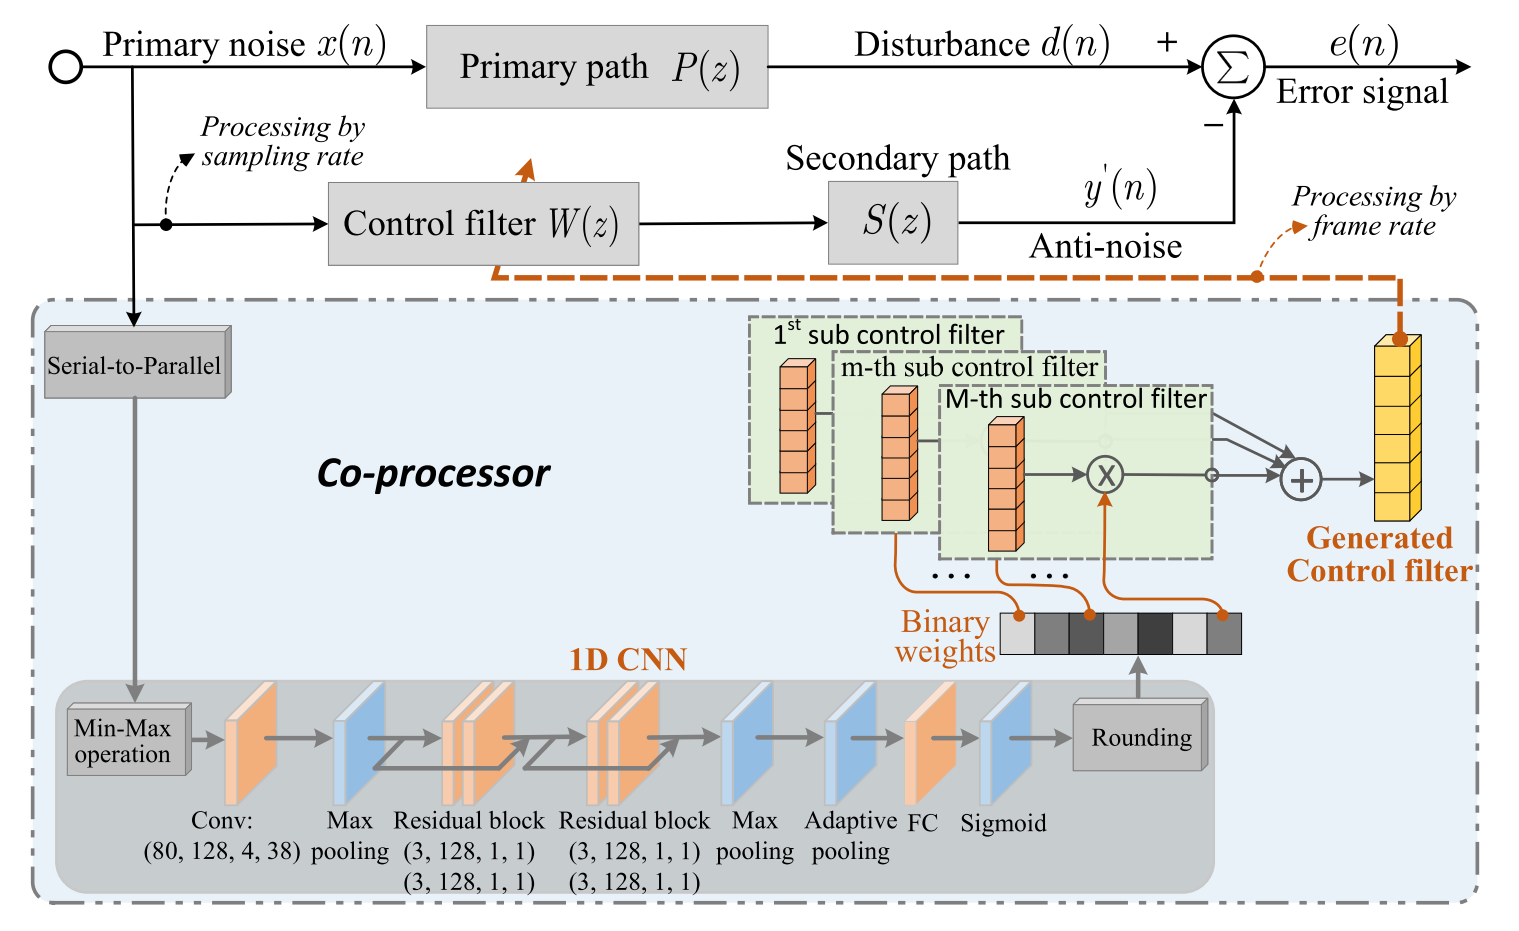 Primary noise x(n)
Primary path P(z)
Disturbance d(n)
+
Σ
e(n)
Error signal
−
Processing by
sampling rate
Secondary path
Control filter W(z)
S(z)
y'(n)
Anti-noise
Processing by
frame rate
Serial-to-Parallel
1st sub control filter
m-th sub control filter
M-th sub control filter
Co-processor
X
+
Generated
Control filter
... ...
Binary
weights
1D CNN
Min-Max
operation
Rounding
Conv:
(80, 128, 4, 38)
Max
pooling
Residual block
(3, 128, 1, 1)
(3, 128, 1, 1)
Residual block
(3, 128, 1, 1)
(3, 128, 1, 1)
Max
pooling
Adaptive
pooling
FC
Sigmoid